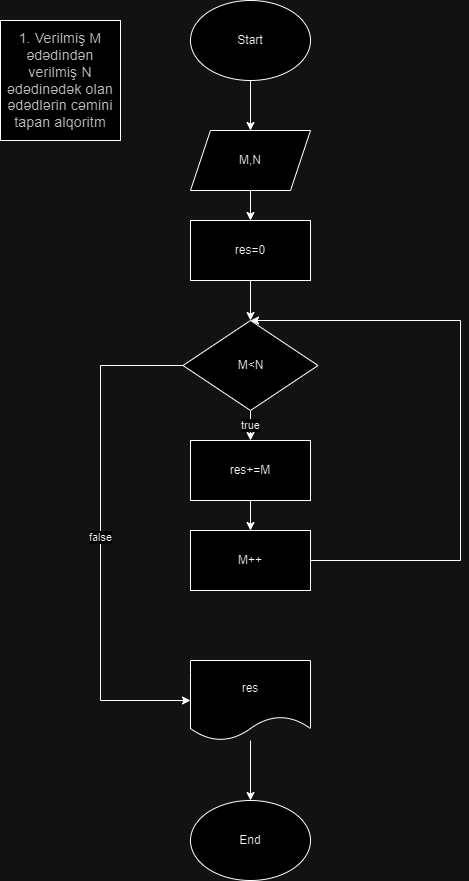 Start
1. Verilmiş M
ədədindən
verilmiş N
ədədinədək olan
ədədlərin cəmini
tapan alqoritm
M,N
res=0
M<N
true
res+=M
false
M++
res
End